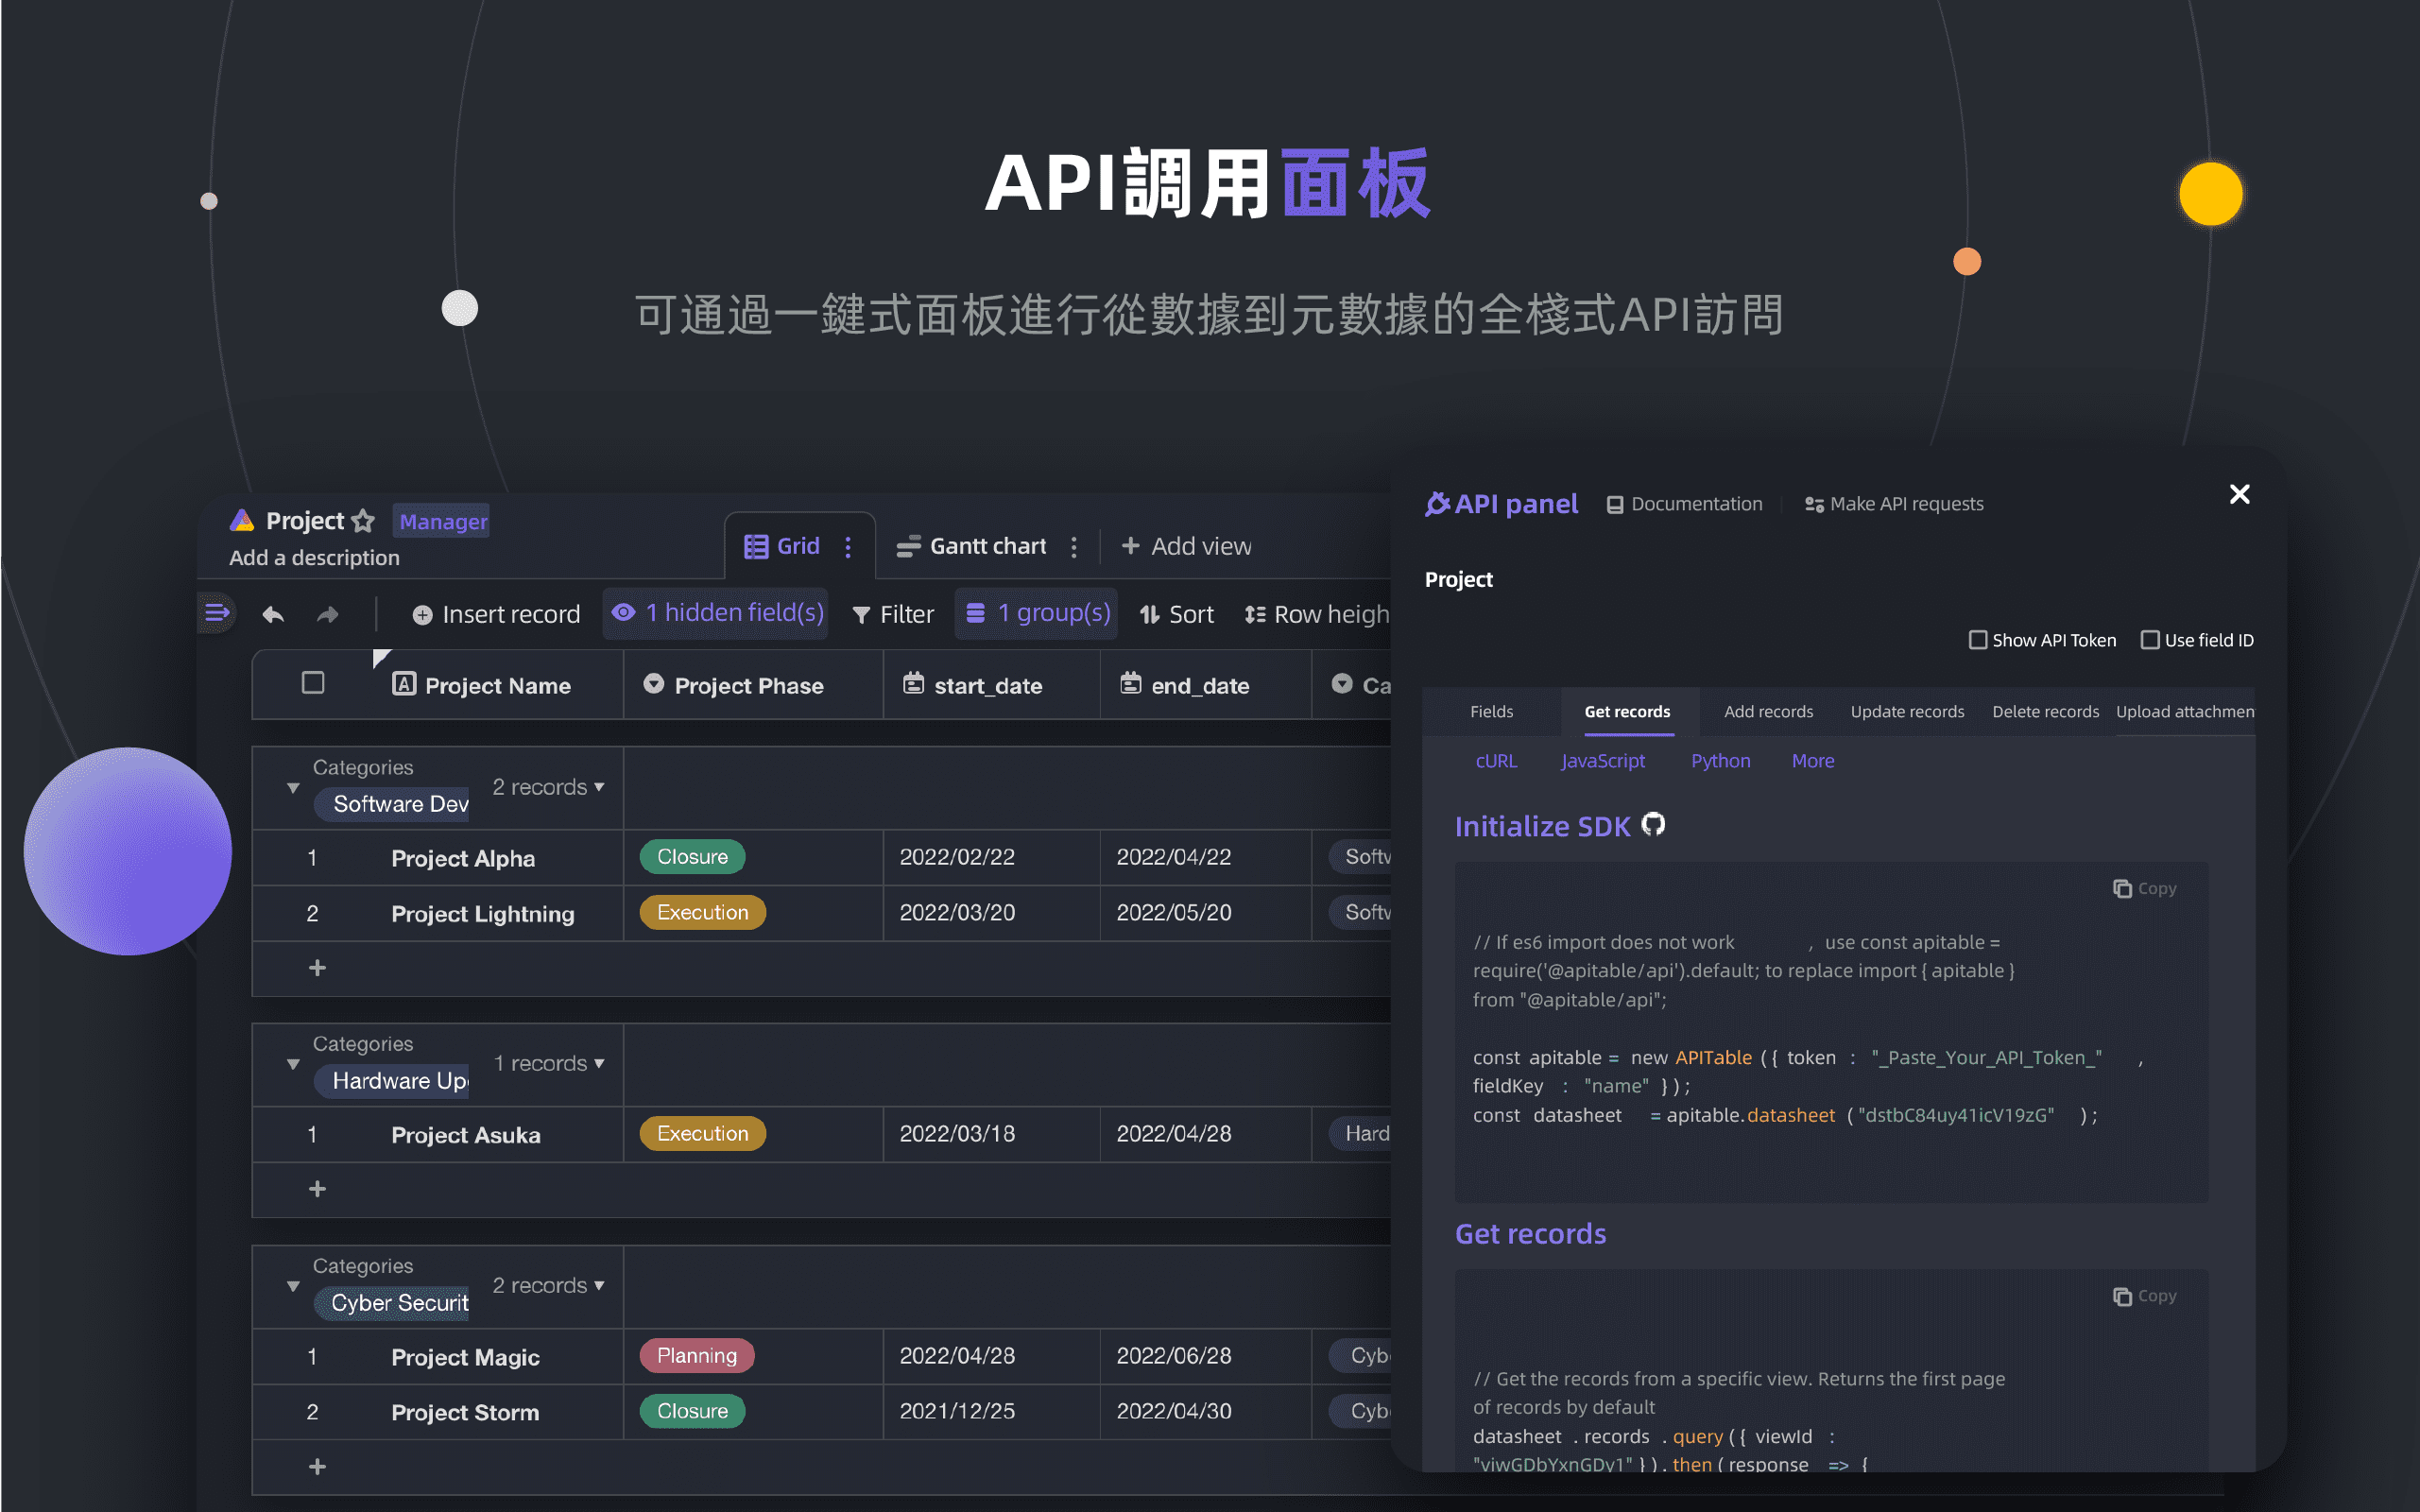 API調用面板
可通過一鍵式面板進行從數據到元數據的全棧式API訪問
Project Manager
Add a description
Grid
Gantt chart
Add view
Insert record
1 hidden field(s)
Filter
1 group(s)
Sort
Row heigh
Project Name
Project Phase
start_date
end_date
Ca
Categories
Software Dev
2 records
1 Project Alpha Closure 2022/02/22 2022/04/22 Softw
2 Project Lightning Execution 2022/03/20 2022/05/20 Softw
Categories
Hardware Up
1 records
1 Project Asuka Execution 2022/03/18 2022/04/28 Hard
Categories
Cyber Securit
2 records
1 Project Magic Planning 2022/04/28 2022/06/28 Cybe
2 Project Storm Closure 2021/12/25 2022/04/30 Cybe
API panel
Documentation
Make API requests
Project
Show API Token
Use field ID
Fields
Get records
Add records
Update records
Delete records
Upload attachmen
cURL
JavaScript
Python
More
Initialize SDK
Copy
// If es6 import does not work , use const apitable =
require('@apitable/api').default; to replace import { apitable }
from "@apitable/api";
const apitable = new APITable ( { token : "_Paste_Your_API_Token_" ,
fieldKey : "name" } ) ;
const datasheet = apitable.datasheet ( "dstbC84uy41icV19zG" ) ;
Get records
Copy
// Get the records from a specific view. Returns the first page
of records by default
datasheet . records . query ( { viewId :
"viwGDbYxnGDy1" } ) . then ( response => {